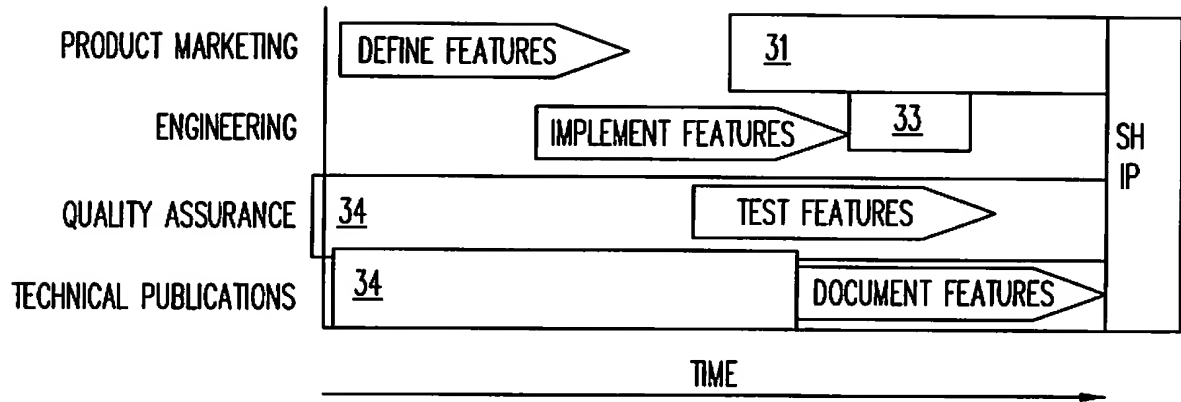 PRODUCT MARKETING
DEFINE FEATURES
31
ENGINEERING
IMPLEMENT FEATURES
33
SH
IP
QUALITY ASSURANCE
34
TEST FEATURES
TECHNICAL PUBLICATIONS
34
DOCUMENT FEATURES
TIME